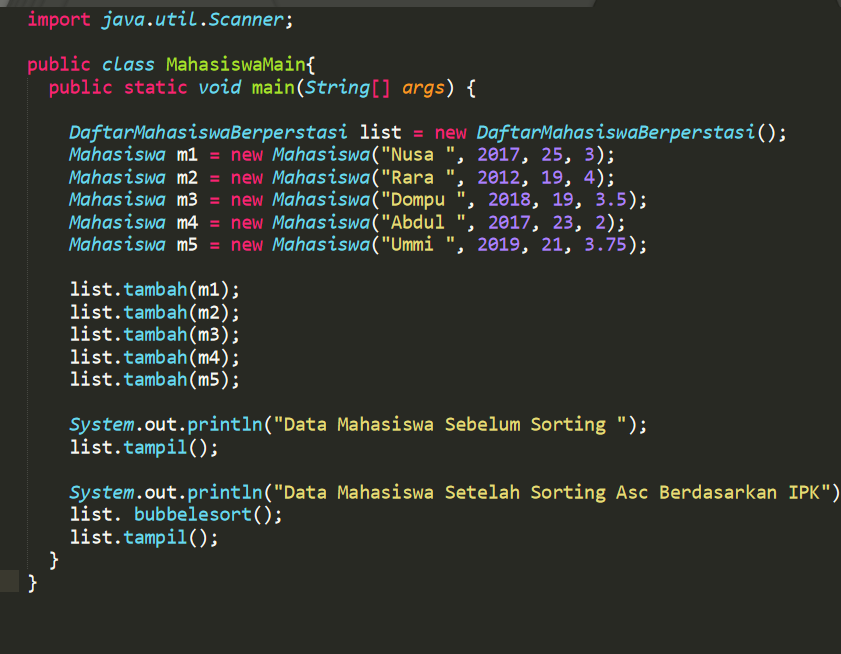 import java.util.Scanner;
public class MahasiswaMain{
public static void main(String[] args) {
DaftarMahasiswaBerperstasi list = new DaftarMahasiswaBerperstasi();
Mahasiswa m1 = new Mahasiswa("Nusa ", 2017, 25, 3);
Mahasiswa m2 = new Mahasiswa("Rara ", 2012, 19, 4);
Mahasiswa m3 = new Mahasiswa("Dompu ", 2018, 19, 3.5);
Mahasiswa m4 = new Mahasiswa("Abdul ", 2017, 23, 2);
Mahasiswa m5 = new Mahasiswa("Ummi ", 2019, 21, 3.75);
list.tambah(m1);
list.tambah(m2);
list.tambah(m3);
list.tambah(m4);
list.tambah(m5);
System.out.println("Data Mahasiswa Sebelum Sorting ");
list.tampil();
System.out.println("Data Mahasiswa Setelah Sorting Asc Berdasarkan IPK")
list. bubbelesort();
list.tampil();
}
}